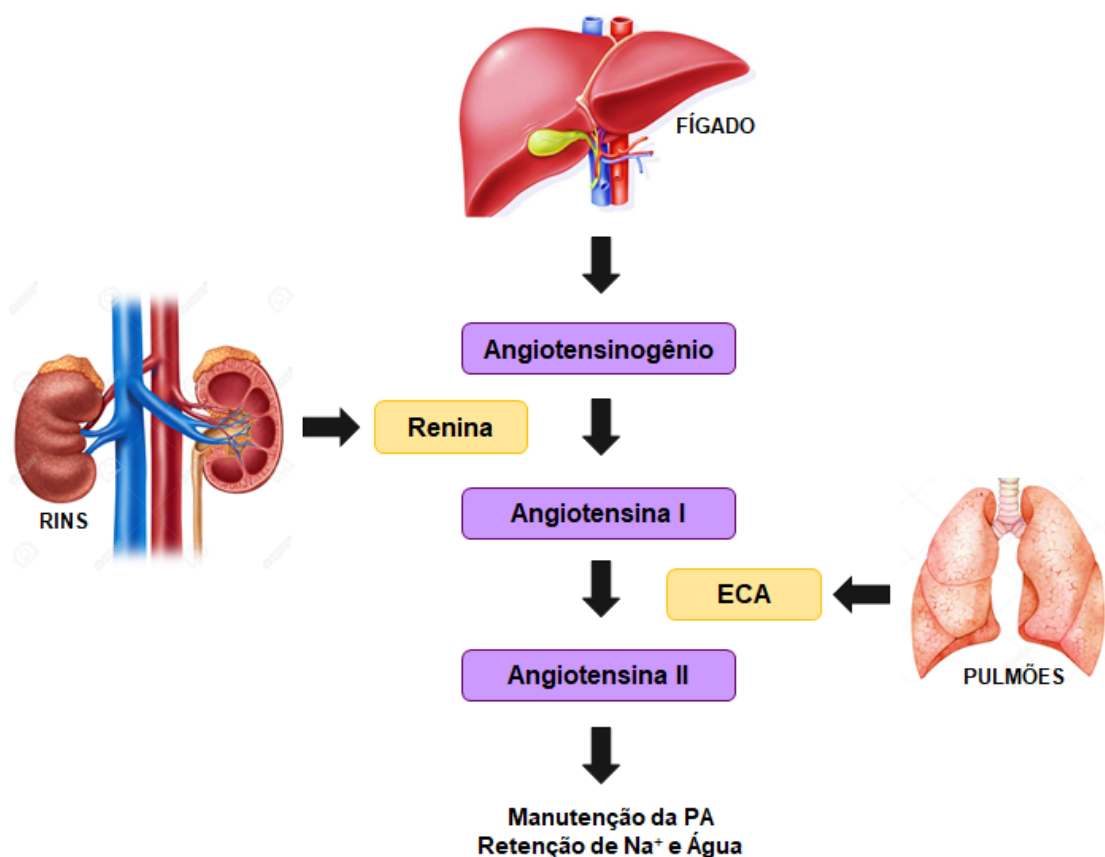 FÍGADO
Angiotensinogênio
Renina
RINS
Angiotensina I
ECA
Angiotensina II
PULMÕES
Manutenção da PA
Retenção de Na⁺ e Água